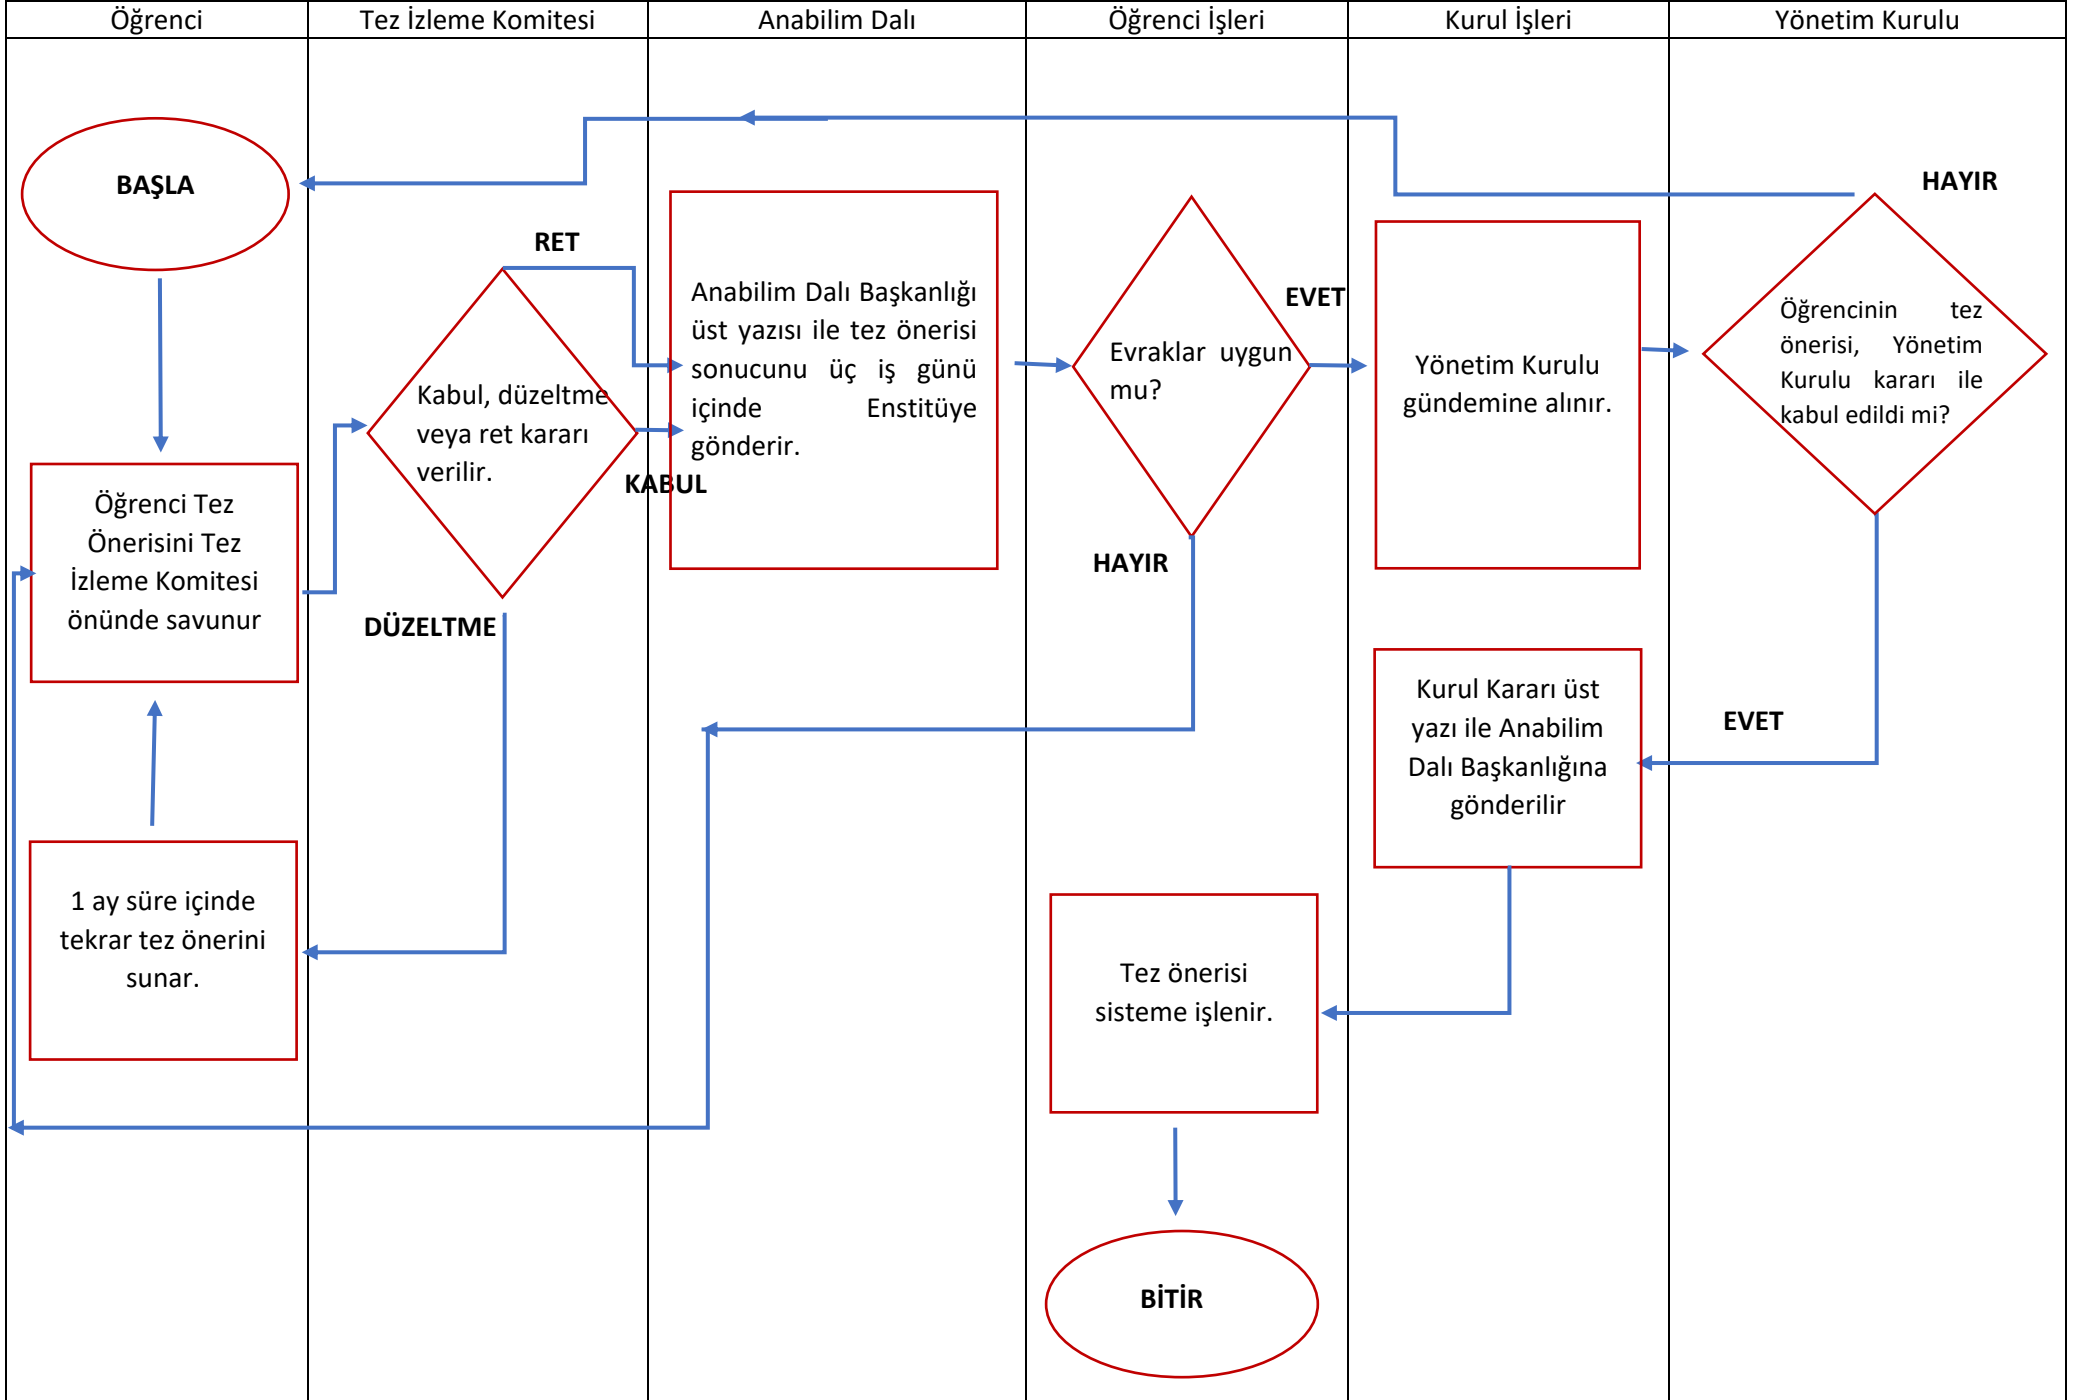 Öğrenci
Tez İzleme Komitesi
Anabilim Dalı
Öğrenci İşleri
Kurul İşleri
Yönetim Kurulu
BAŞLA
Öğrenci Tez
Önerisini Tez
İzleme Komitesi
önünde savunur
1 ay süre içinde
tekrar tez önerini
sunar.
RET
Kabul, düzeltme
veya ret kararı
verilir.
KABUL
DÜZELTME
Anabilim Dalı Başkanlığı
üst yazısı ile tez önerisi
sonucunu üç iş günü
içinde Enstitüye
gönderir.
Evraklar uygun
mu?
EVET
HAYIR
Yönetim Kurulu
gündemine alınır.
HAYIR
Öğrencinin tez
önerisi, Yönetim
Kurulu kararı ile
kabul edildi mi?
EVET
Kurul Kararı üst
yazı ile Anabilim
Dalı Başkanlığına
gönderilir
Tez önerisi
sisteme işlenir.
BİTİR